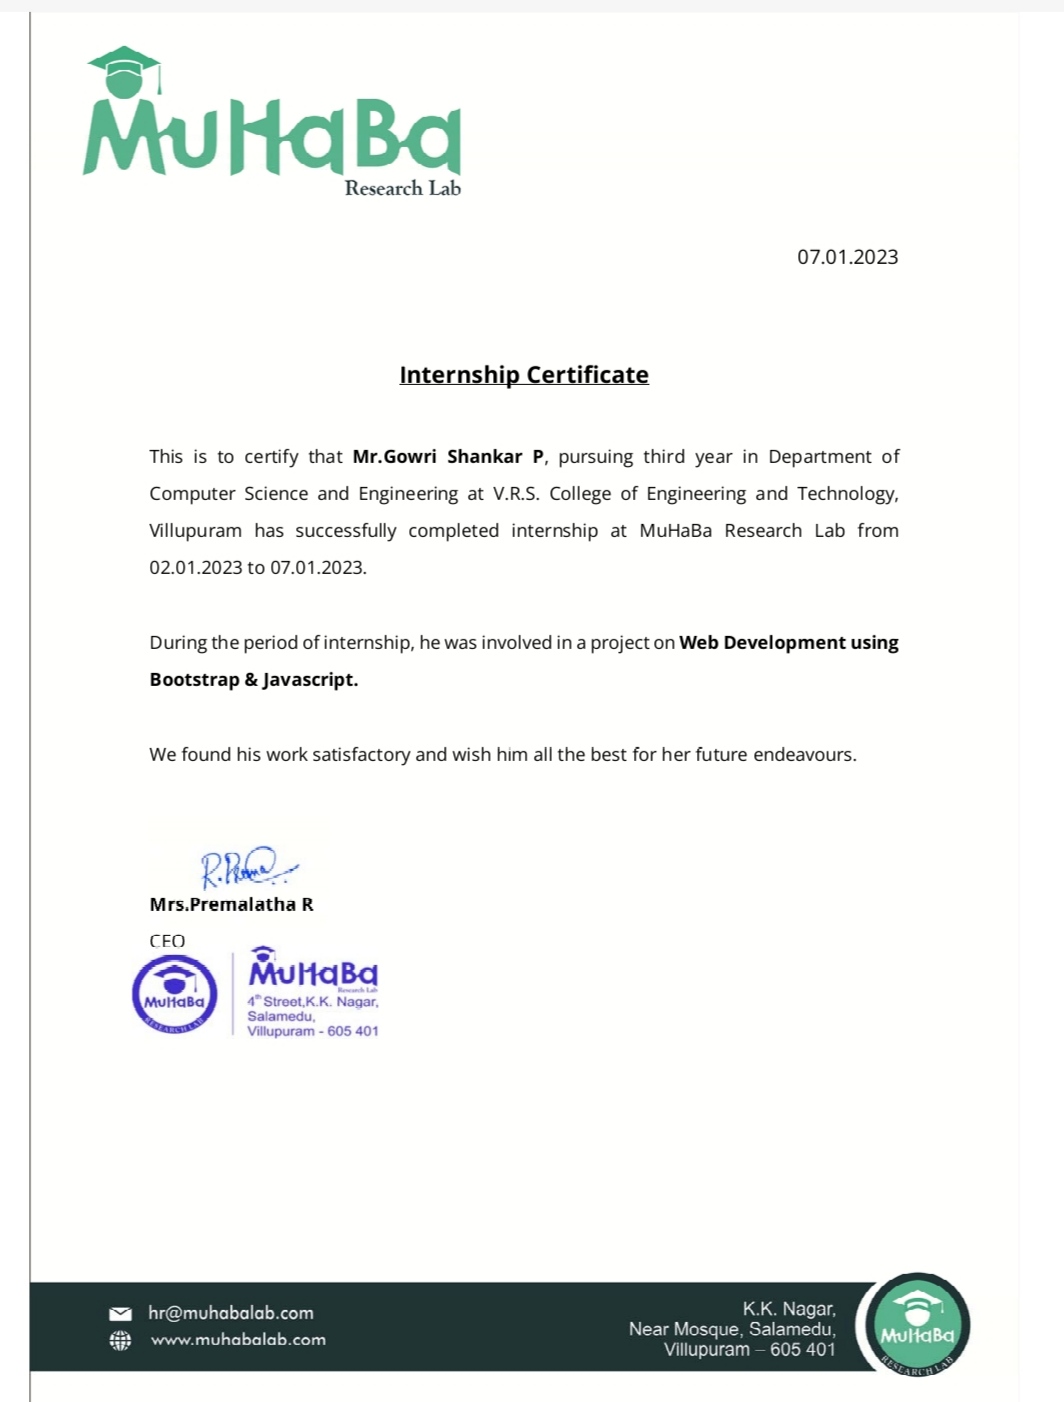 MuHaBa
Research Lab
07.01.2023
Internship Certificate
This is to certify that Mr.Gowri Shankar P, pursuing third year in Department of
Computer Science and Engineering at V.R.S. College of Engineering and Technology,
Villupuram has successfully completed internship at MuHaBa Research Lab from
02.01.2023 to 07.01.2023.
During the period of internship, he was involved in a project on Web Development using
Bootstrap & Javascript.
We found his work satisfactory and wish him all the best for her future endeavours.
R.Prema
Mrs.Premalatha R
CEO
MuHaBa
RESEARCH LAB
MuHaBa
Research Lab
4th Street,K.K. Nagar,
Salamedu,
Villupuram - 605 401
hr@muhabalab.com
www.muhabalab.com
K.K. Nagar,
Near Mosque, Salamedu,
Villupuram – 605 401
MuHaBa
RESEARCH LAB